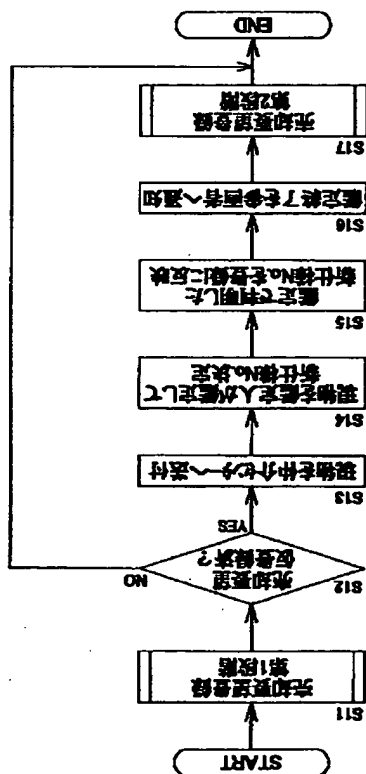 START
S11
売却要望登録
第1段階
S12
売却要望
仮登録済?
NO
YES
S13
現物を仲介センターへ送付
S14
現物を鑑定人が鑑定して
新仕様No.決定
S15
鑑定で判明した
新仕様No.を登録に反映
S16
鑑定終了を参画者へ通知
S17
売却要望登録
第2段階
END